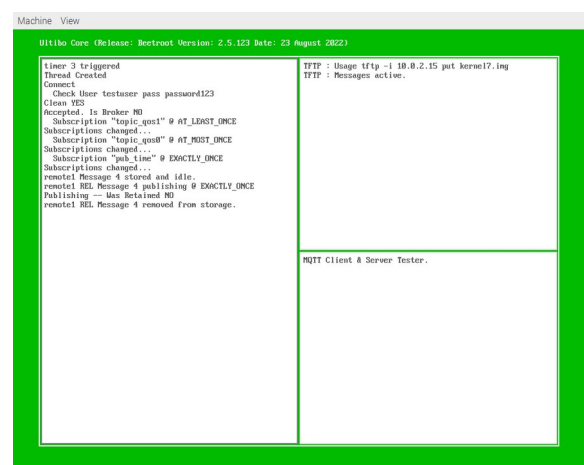 Machine View
Ultibo Core (Release: Beetroot Version: 2.5.123 Date: 23 August 2022)
timer 3 triggered
Thread Created
Connect
Check User testuser pass password123
Clean YES
Accepted. Is Broker NO
Subscription "topic_qos1" @ AT_LEAST_ONCE
Subscriptions changed...
Subscription "topic_qos0" @ AT_MOST_ONCE
Subscriptions changed...
Subscription "pub_time" @ EXACTLY_ONCE
Subscriptions changed...
remote1 Message 4 stored and idle.
remote1 REL Message 4 publishing @ EXACTLY_ONCE
Publishing -- Was Retained NO
remote1 REL Message 4 removed from storage.
TFTP : Usage tftp -i 10.0.2.15 put kernel7.img
TFTP : Messages active.
MQTT Client & Server Tester.